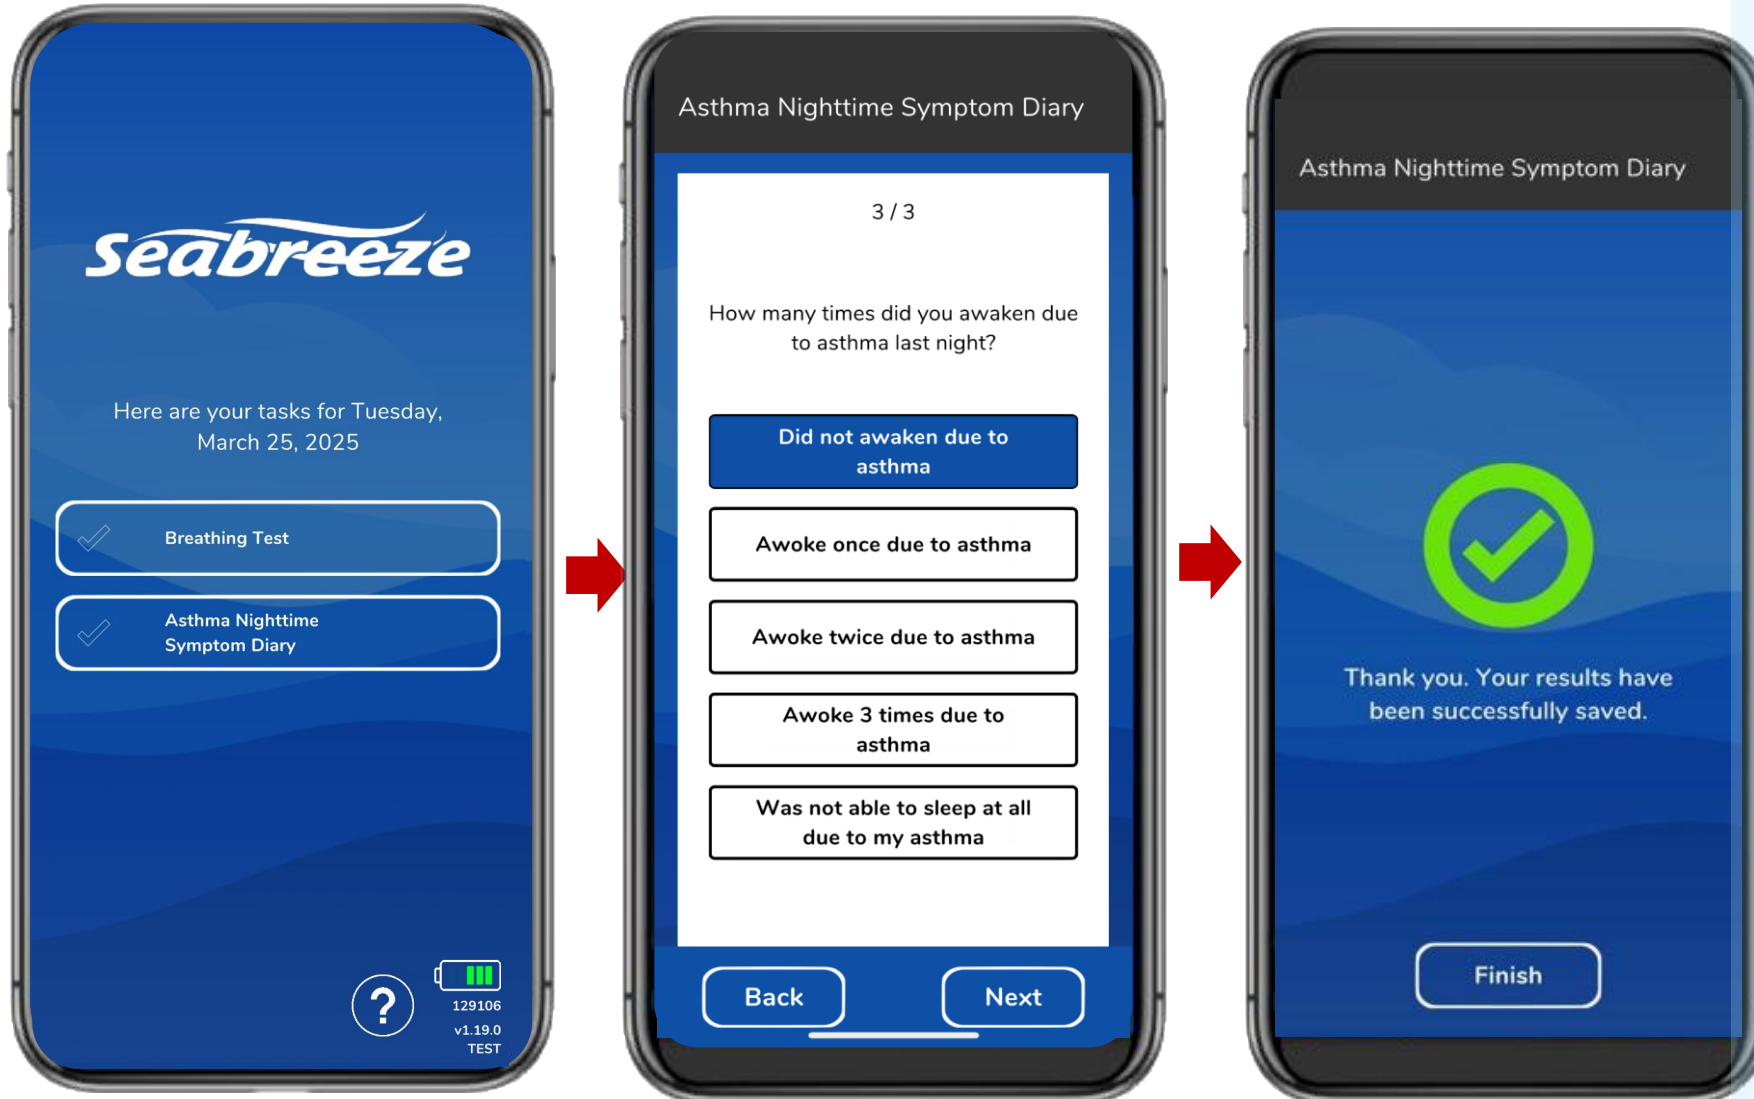 Seabreeze
Here are your tasks for Tuesday,
March 25, 2025
Breathing Test
Asthma Nighttime
Symptom Diary
?
129106
v1.19.0
TEST
Asthma Nighttime Symptom Diary
3 / 3
How many times did you awaken due
to asthma last night?
Did not awaken due to
asthma
Awoke once due to asthma
Awoke twice due to asthma
Awoke 3 times due to
asthma
Was not able to sleep at all
due to my asthma
Back
Next
Asthma Nighttime Symptom Diary
Thank you. Your results have
been successfully saved.
Finish